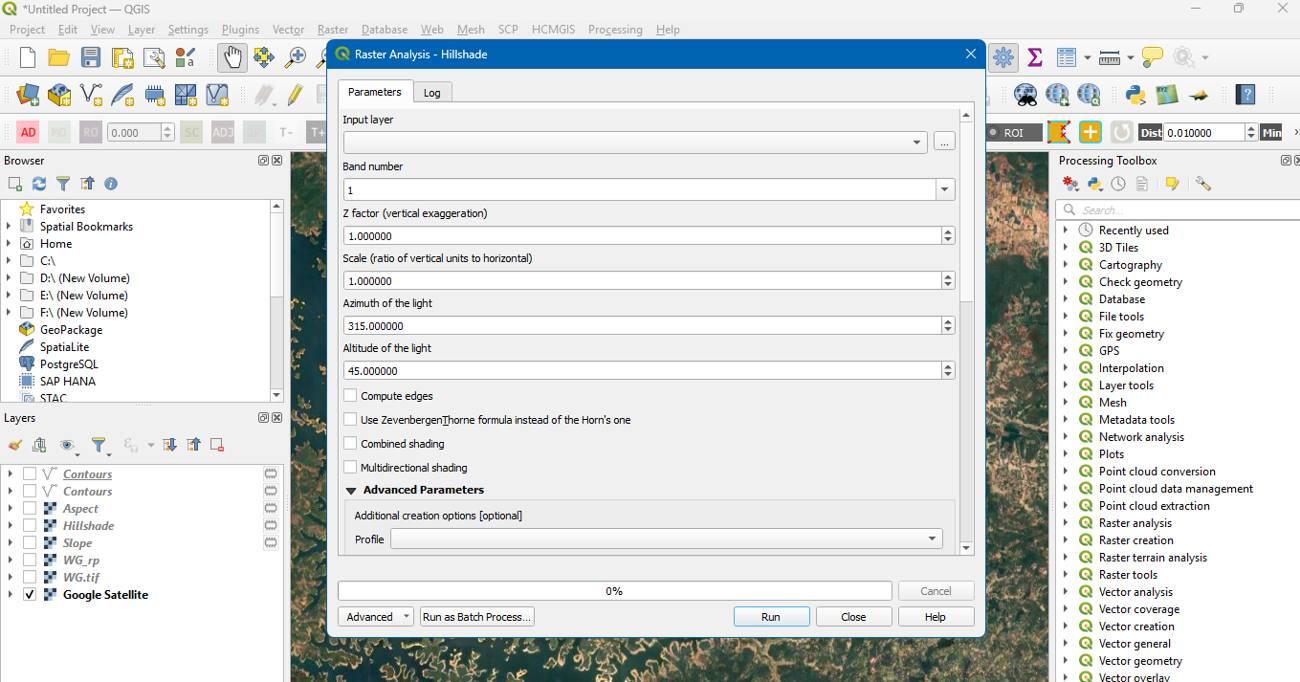 *Untitled Project — QGIS
Project Edit View Layer Settings Plugins Vector Raster Database Web Mesh SCP HCMGIS Processing Help
Raster Analysis - Hillshade
Parameters
Log
Input layer
...
Band number
1
Z factor (vertical exaggeration)
1.000000
Scale (ratio of vertical units to horizontal)
1.000000
Azimuth of the light
315.000000
Altitude of the light
45.000000
Compute edges
Use ZevenbergenThorne formula instead of the Horn's one
Combined shading
Multidirectional shading
Advanced Parameters
Additional creation options [optional]
Profile
0%
Cancel
Advanced
Run as Batch Process...
Run
Close
Help
AD
RO
0.000
SC
ADJ
T-
T+
ROI
Dist
0.010000
Min
»
Browser
Favorites
Spatial Bookmarks
Home
C:\
D:\ (New Volume)
E:\ (New Volume)
F:\ (New Volume)
GeoPackage
SpatiaLite
PostgreSQL
SAP HANA
STAC
Layers
Contours
Contours
Aspect
Hillshade
Slope
WG_rp
WG.tif
Google Satellite
Processing Toolbox
Search...
Recently used
3D Tiles
Cartography
Check geometry
Database
File tools
Fix geometry
GPS
Interpolation
Layer tools
Mesh
Metadata tools
Network analysis
Plots
Point cloud conversion
Point cloud data management
Point cloud extraction
Raster analysis
Raster creation
Raster terrain analysis
Raster tools
Vector analysis
Vector coverage
Vector creation
Vector general
Vector geometry
Vector overlay